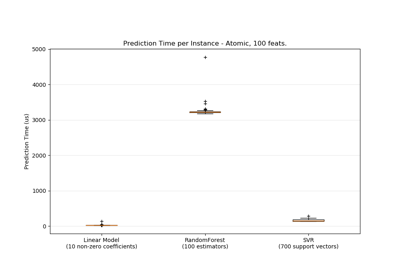 Prediction Time per Instance - Atomic, 100 feats.
5000
4000
3000
2000
1000
0
Prediction Time (us)
Linear Model
(10 non-zero coefficients)
RandomForest
(100 estimators)
SVR
(700 support vectors)